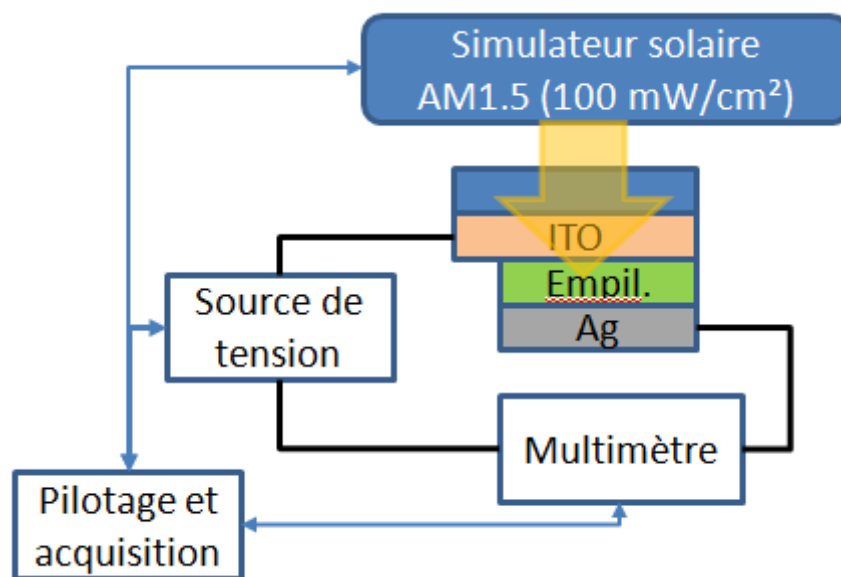 Simulateur solaire
AM1.5 (100 mW/cm²)
ITO
Empil.
Ag
Source de
tension
Multimètre
Pilotage et
acquisition